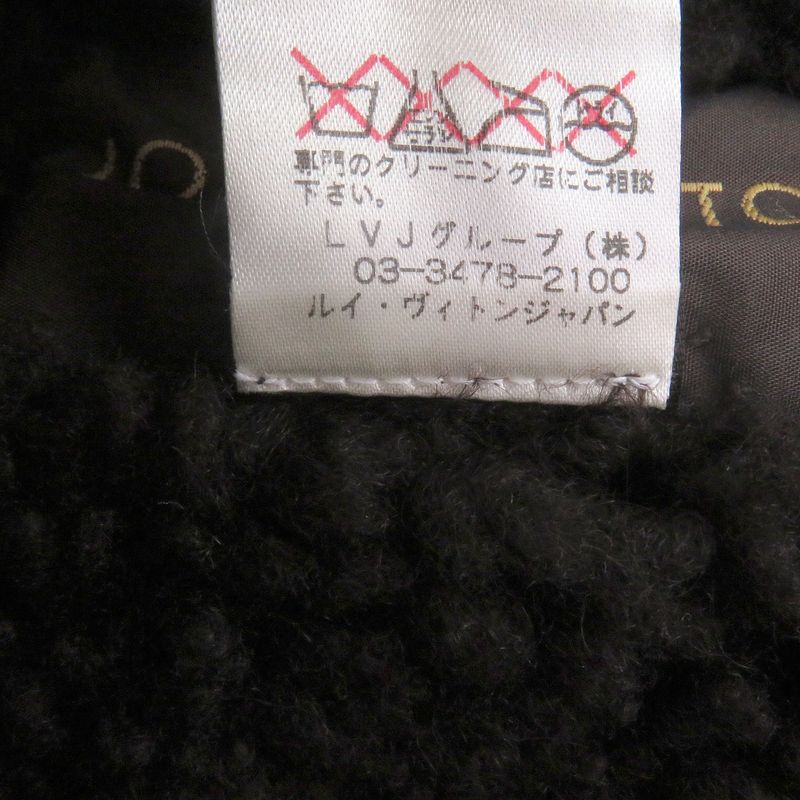 専門のクリーニング店にご相談
下さい。
LVJグループ(株)
03-3478-2100
ルイ・ヴィトンジャパン